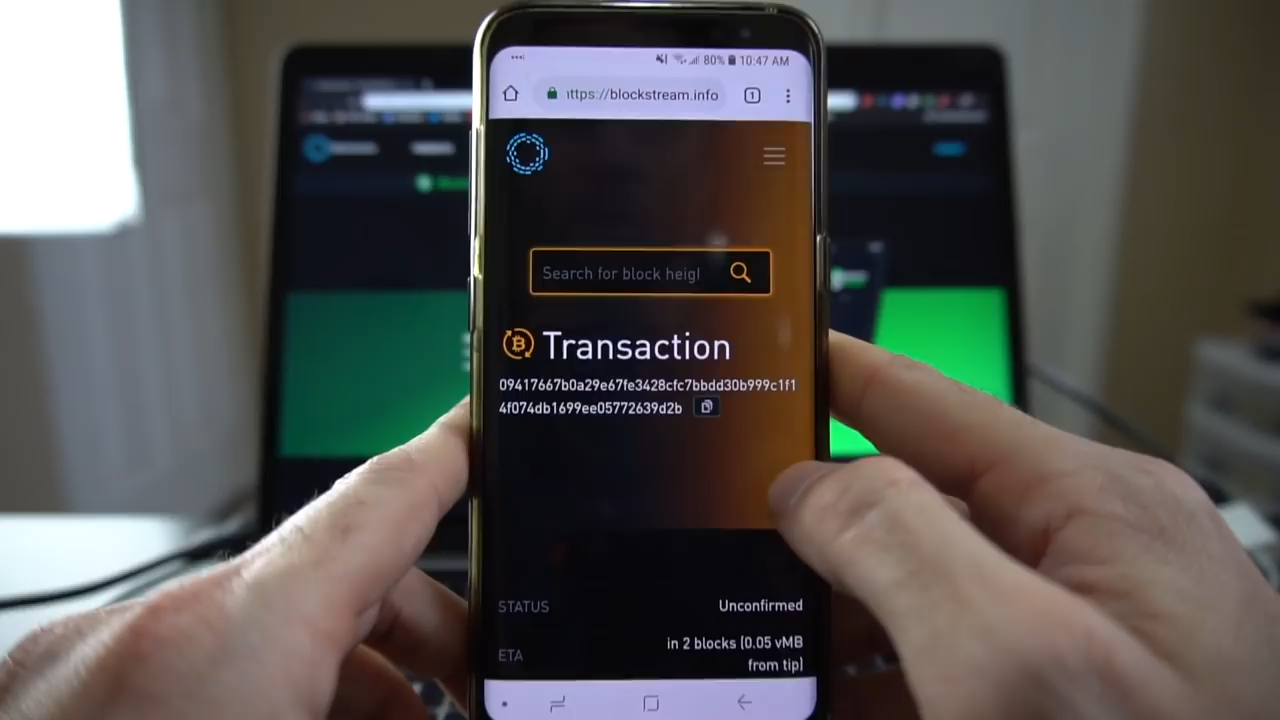 80% 10:47 AM
ttps://blockstream.info
1
Search for block heigl
Transaction
09417667b0a29e67fe3428cfc7bbdd30b999c1f1
4f074db1699ee05772639d2b
STATUS
Unconfirmed
ETA
in 2 blocks (0.05 vMB
from tip)